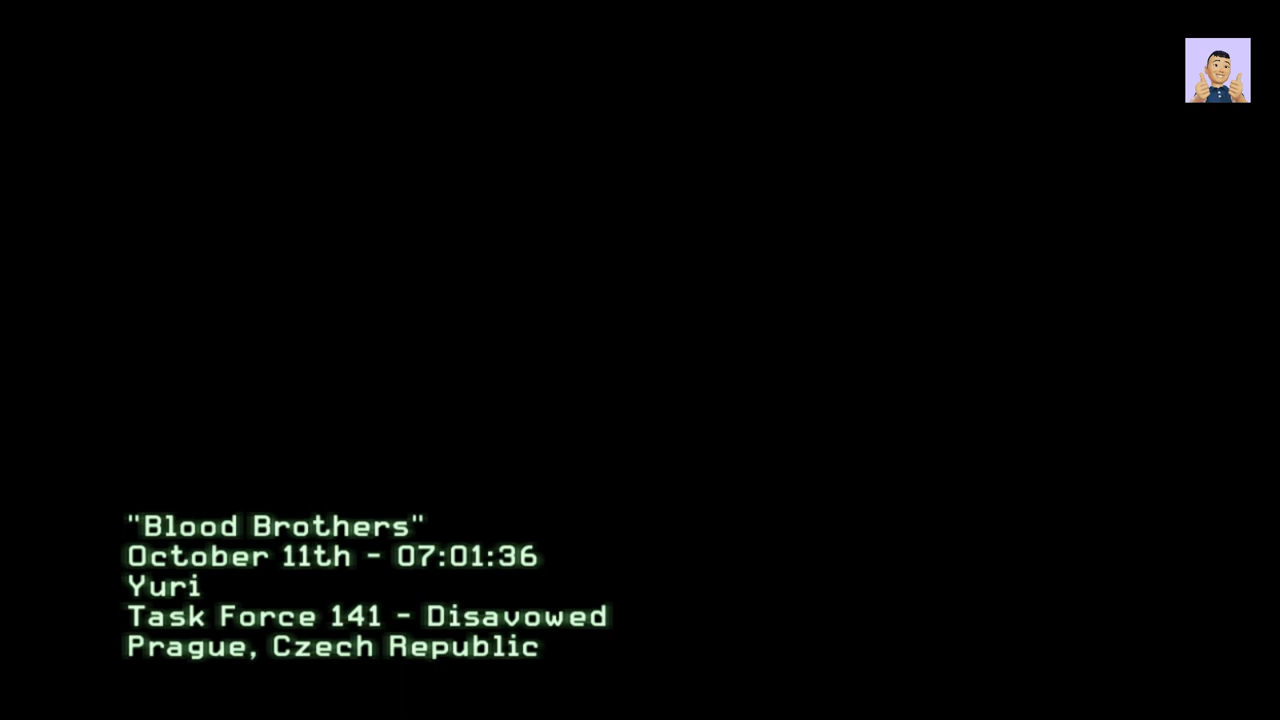 "Blood Brothers"
October 11th - 07:01:36
Yuri
Task Force 141 - Disavowed
Prague, Czech Republic